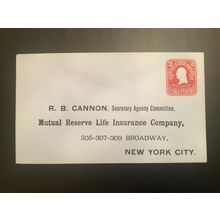 R. B. CANNON, Secretary Agency Committee,
Mutual Reserve Life Insurance Company,
305-307-309 BROADWAY,
NEW YORK CITY.